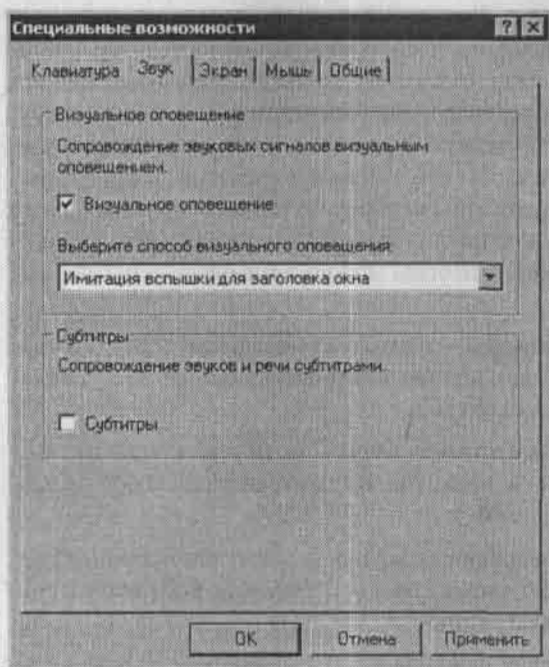 Специальные возможности
Клавиатура Звук Экран Мышь Общие
Визуальное оповещение
Сопровождение звуковых сигналов визуальным
оповещением.
Визуальное оповещение
Выберите способ визуального оповещения:
Имитация вспышки для заголовка окна
Субтитры
Сопровождение звуков и речи субтитрами.
Субтитры
OK Отмена Применить